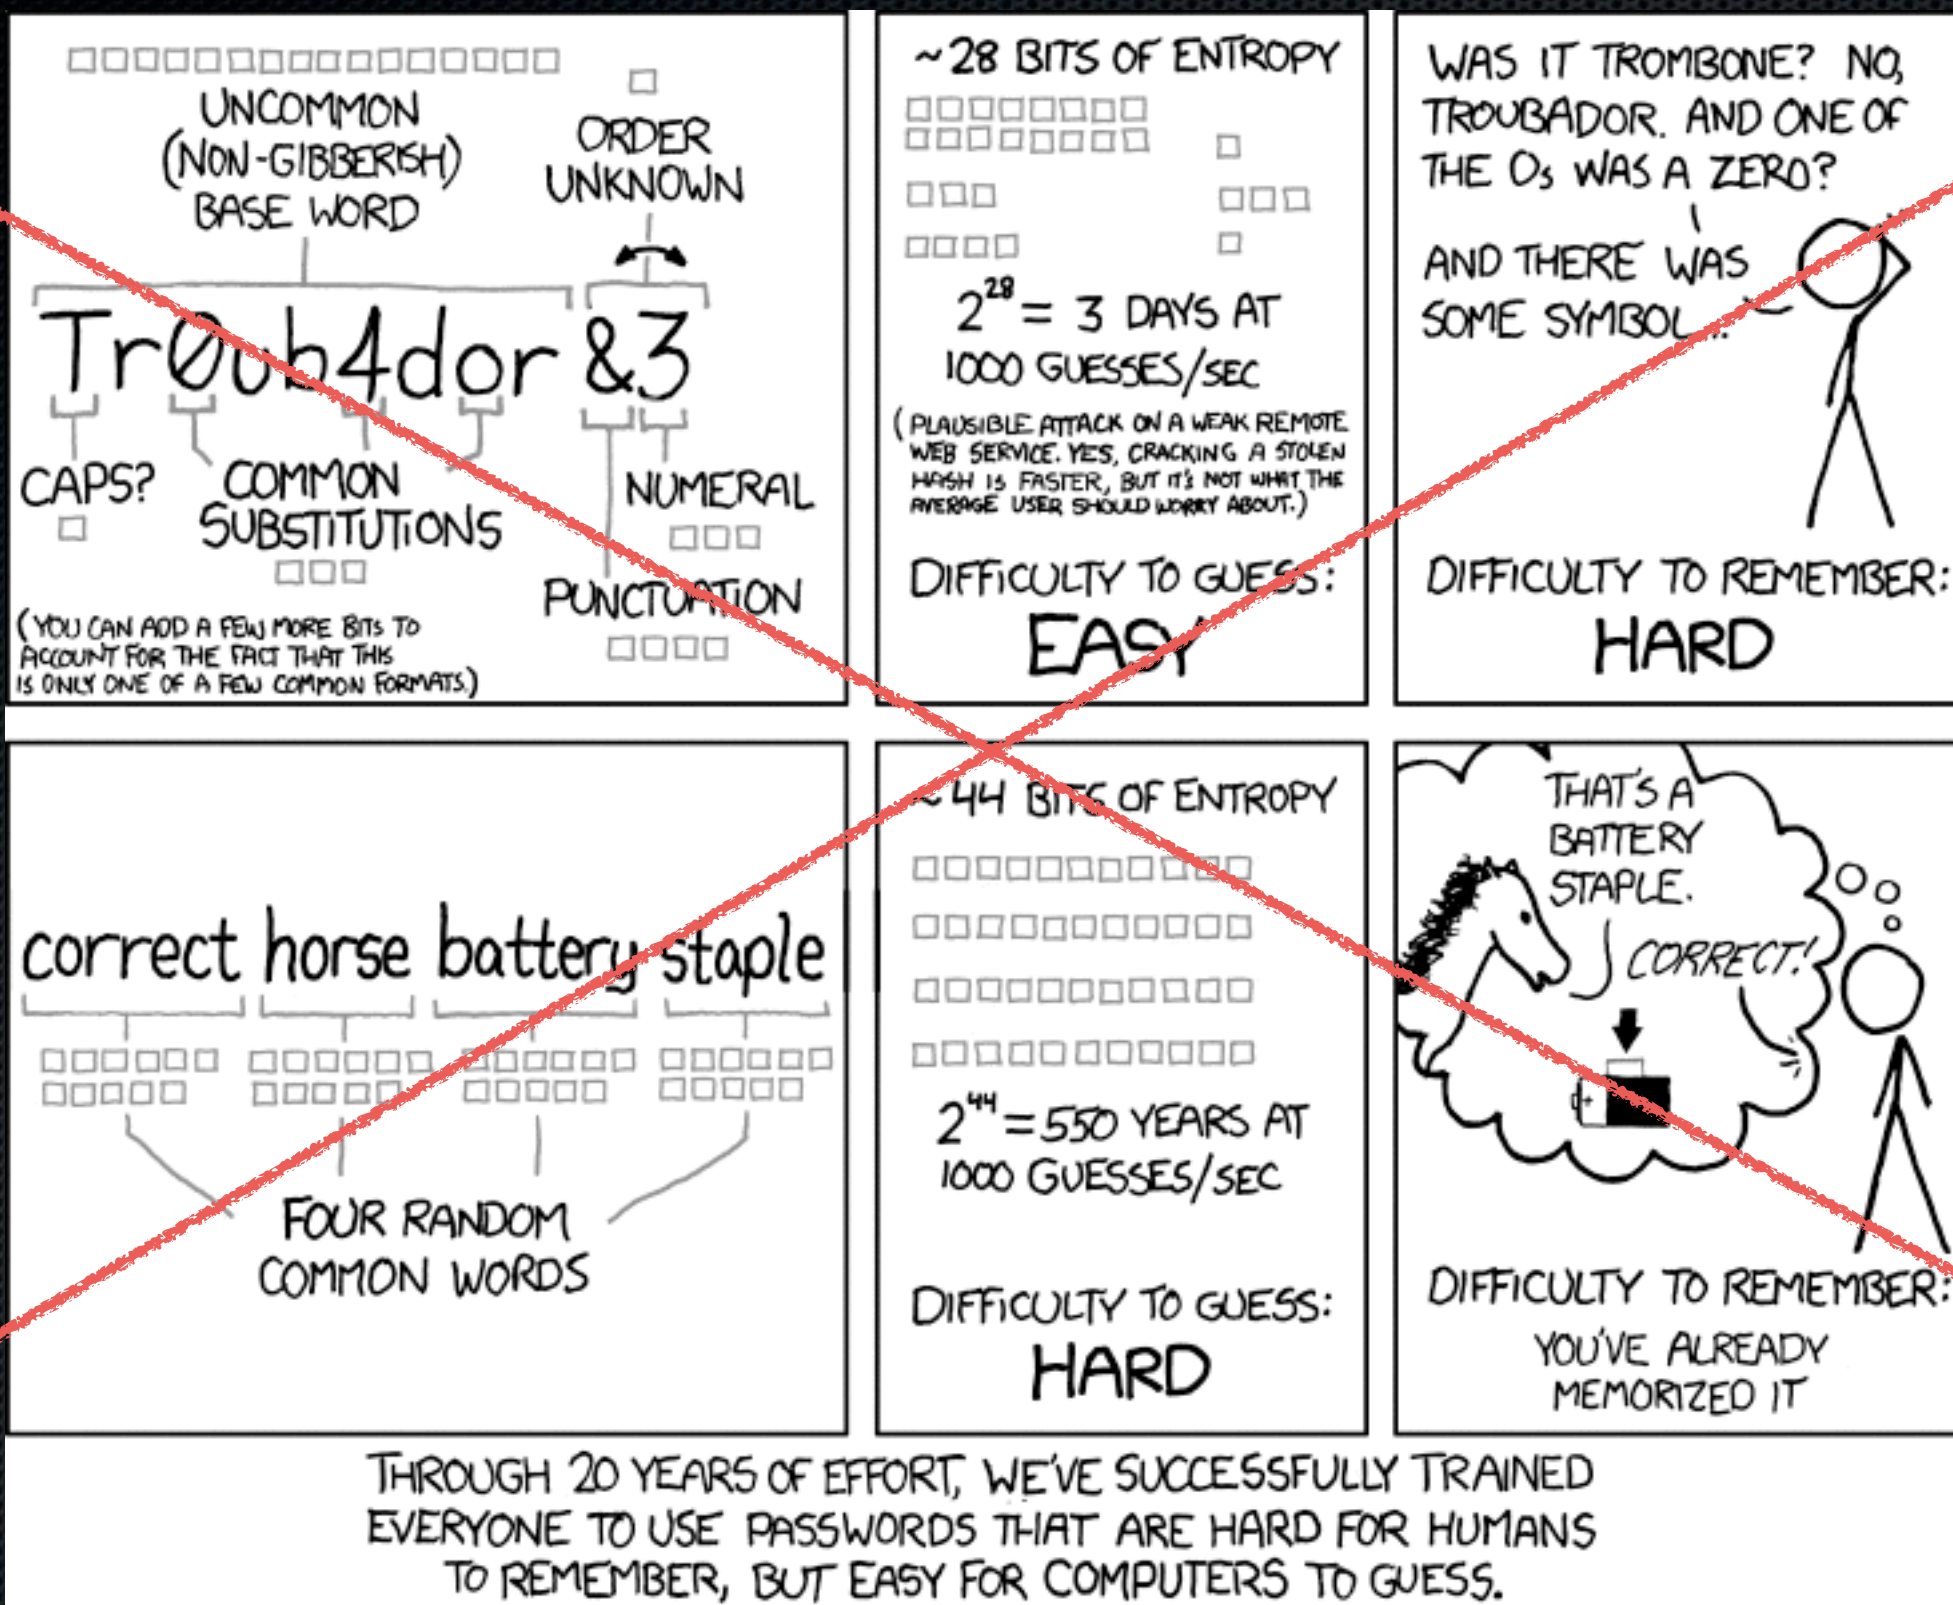 UNCOMMON
(NON-GIBBERISH)
BASE WORD
ORDER
UNKNOWN
Tr0ub4dor &3
CAPS?
COMMON
SUBSTITUTIONS
NUMERAL
PUNCTUATION
(YOU CAN ADD A FEW MORE BITS TO
ACCOUNT FOR THE FACT THAT THIS
IS ONLY ONE OF A FEW COMMON FORMATS.)
~28 BITS OF ENTROPY
2²⁸ = 3 DAYS AT
1000 GUESSES/SEC
(PLAUSIBLE ATTACK ON A WEAK REMOTE
WEB SERVICE. YES, CRACKING A STOLEN
HASH IS FASTER, BUT IT'S NOT WHAT THE
AVERAGE USER SHOULD WORRY ABOUT.)
DIFFICULTY TO GUESS:
EASY
WAS IT TROMBONE? NO,
TROUBADOR. AND ONE OF
THE Os WAS A ZERO?
AND THERE WAS
SOME SYMBOL...
DIFFICULTY TO REMEMBER:
HARD
correct horse battery staple
FOUR RANDOM
COMMON WORDS
~44 BITS OF ENTROPY
2⁴⁴ = 550 YEARS AT
1000 GUESSES/SEC
DIFFICULTY TO GUESS:
HARD
THAT'S A
BATTERY
STAPLE.
CORRECT!
DIFFICULTY TO REMEMBER:
YOU'VE ALREADY
MEMORIZED IT
THROUGH 20 YEARS OF EFFORT, WE'VE SUCCESSFULLY TRAINED
EVERYONE TO USE PASSWORDS THAT ARE HARD FOR HUMANS
TO REMEMBER, BUT EASY FOR COMPUTERS TO GUESS.